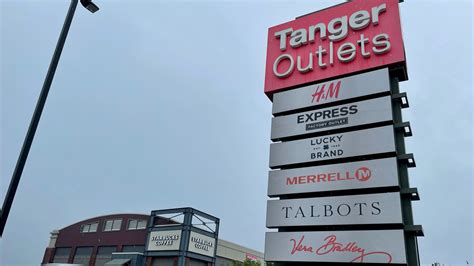 Tanger
Outlets
H&M
EXPRESS
FACTORY OUTLET
LUCKY
BRAND
MERRELL
TALBOTS
Vera Bradley
STARBUCKS
COFFEE
STARBUCKS
COFFEE